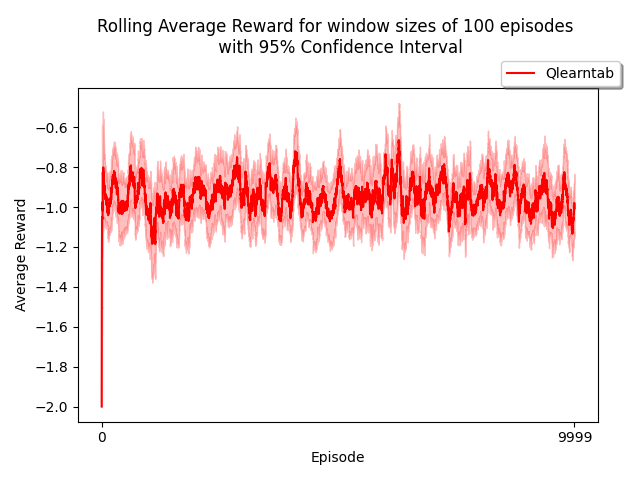 Rolling Average Reward for window sizes of 100 episodes
with 95% Confidence Interval
Qlearntab
−0.6
−0.8
−1.0
−1.2
−1.4
−1.6
−1.8
−2.0
Average Reward
0
9999
Episode